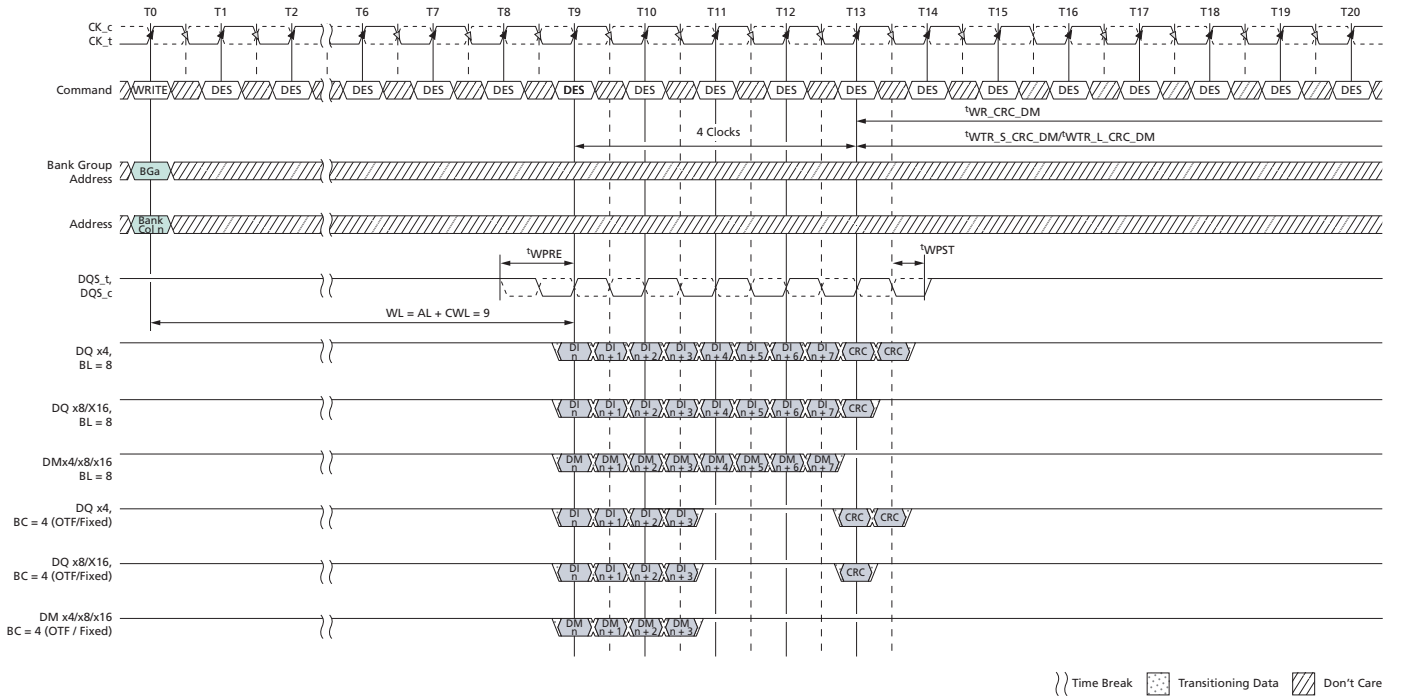 T0 T1 T2 T6 T7 T8 T9 T10 T11 T12 T13 T14 T15 T16 T17 T18 T19 T20
CK_c
CK_t
Command WRITE DES DES DES DES DES DES DES DES DES DES DES DES DES DES DES DES DES
tWR_CRC_DM
4 Clocks
tWTR_S_CRC_DM/tWTR_L_CRC_DM
Bank Group
Address
BGa
Address
Bank
Col n
tWPRE
tWPST
DQS_t,
DQS_c
WL = AL + CWL = 9
DQ x4,
BL = 8
DI n DI n + 1 DI n + 2 DI n + 3 DI n + 4 DI n + 5 DI n + 6 DI n + 7 CRC CRC
DQ x8/X16,
BL = 8
DI n DI n + 1 DI n + 2 DI n + 3 DI n + 4 DI n + 5 DI n + 6 DI n + 7 CRC
DMx4/x8/x16
BL = 8
DM n DM n + 1 DM n + 2 DM n + 3 DM n + 4 DM n + 5 DM n + 6 DM n + 7
DQ x4,
BC = 4 (OTF/Fixed)
DI n DI n + 1 DI n + 2 DI n + 3 CRC CRC
DQ x8/X16,
BC = 4 (OTF/Fixed)
DI n DI n + 1 DI n + 2 DI n + 3 CRC
DM x4/x8/x16
BC = 4 (OTF / Fixed)
DM n DM n + 1 DM n + 2 DM n + 3
Time Break Transitioning Data Don't Care